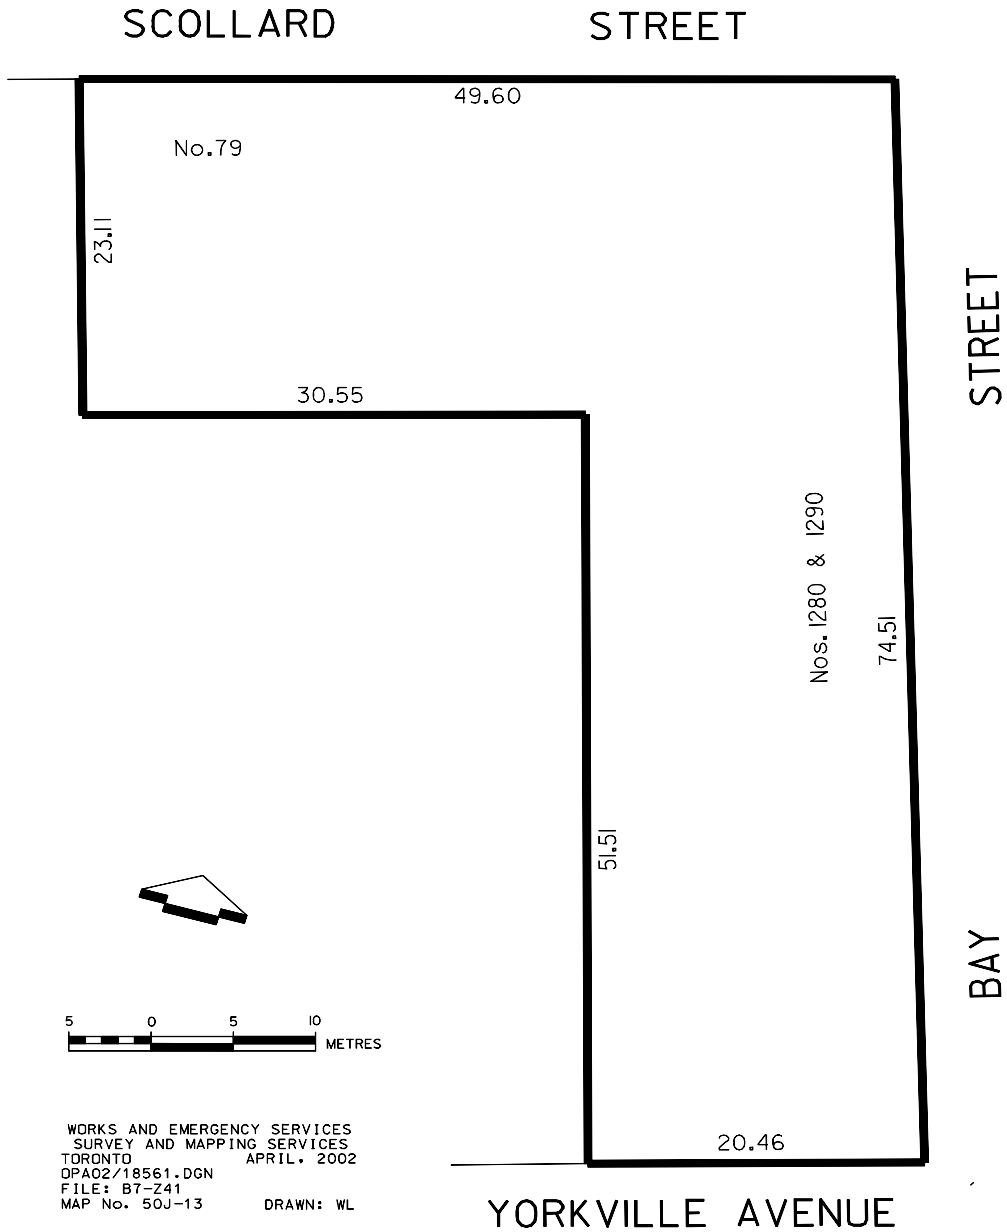 SCOLLARD STREET
49.60
No.79
23.11
30.55
STREET
Nos.1280 & 1290
74.51
51.51
BAY
5 0 5 10
METRES
WORKS AND EMERGENCY SERVICES
SURVEY AND MAPPING SERVICES
TORONTO APRIL. 2002
OPA02/18561.DGN
FILE: B7-Z41
MAP No. 50J-13 DRAWN: WL
20.46
YORKVILLE AVENUE